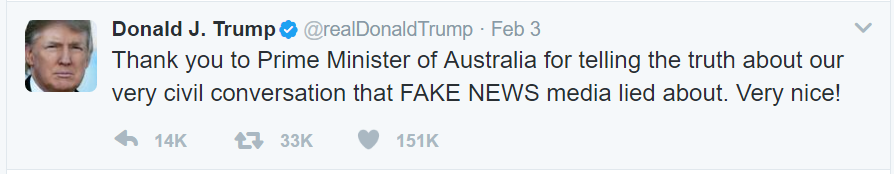 Donald J. Trump @realDonaldTrump · Feb 3
Thank you to Prime Minister of Australia for telling the truth about our
very civil conversation that FAKE NEWS media lied about. Very nice!
14K 33K 151K